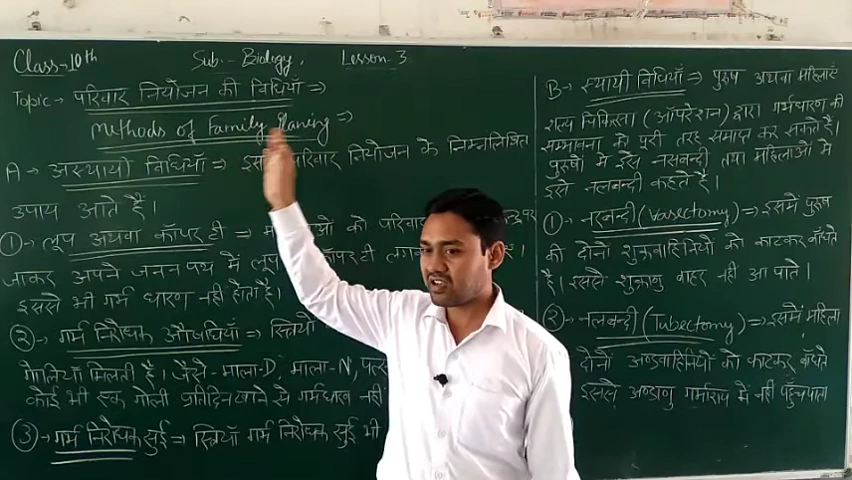 Class-10th Sub:- Biology. Lesson 3
Topic → परिवार नियोजन की विधियाँ ⇒
Methods of Family Planing ⇒
A → अस्थायी विधियाँ ⇒ परिवार नियोजन के निम्नलिखित
उपाय आते हैं।
① → लूप अथवा कॉपर टी ⇒ को परिवार
जाकर अपने जनन पथ में लूप कॉपर टी
इससे भी गर्भ धारण नही होता है।
② → गर्भ निरोधक औषधियाँ ⇒ स्त्रियो
गोलियाँ मिलती है। जैसे- माला-D, माला-N,
कोई भी एक गोली प्रतिदिन खाने से गर्भधारण नहीं
③ → गर्भ निरोधक सुई ⇒ स्त्रियाँ गर्भ निरोधक सुई भी
B → स्थायी विधियाँ ⇒ पुरुष अथवा महिलाएँ
शल्य चिकित्सा (ऑपरेशन) द्वारा गर्भधारण की
सम्भावना को पूरी तरह समाप्त कर सकते हैं।
पुरुषों मे इसे नसबन्दी तथा महिलाओ मे
इसे नलबन्दी कहते है।
① → नसबन्दी (Vasectomy) ⇒ इसमें पुरुष
की दोनो शुक्रवाहिनियो को काटकर बाँधते
है। इससे शुक्राणु बाहर नही आ पाते।
② → नलबन्दी (Tubectomy) ⇒ इसमें महिला
दोनों अण्डवाहिनियो को काटकर बाँधते
इससे अण्डाणु गर्भाशय मे नहीं पहुँच पाता